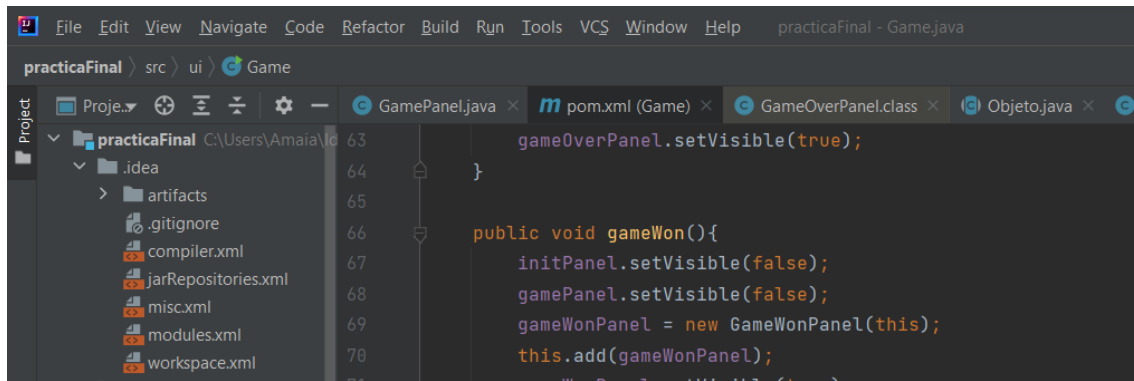 File Edit View Navigate Code Refactor Build Run Tools VCS Window Help practicaFinal - Game.java
practicaFinal src ui Game
Project
Proje.. GamePanel.java pom.xml (Game) GameOverPanel.class Objeto.java
practicaFinal C:\Users\Amaia\Id
.idea
artifacts
.gitignore
compiler.xml
jarRepositories.xml
misc.xml
modules.xml
workspace.xml
63 gameOverPanel.setVisible(true);
64 }
65
66 public void gameWon(){
67 initPanel.setVisible(false);
68 gamePanel.setVisible(false);
69 gameWonPanel = new GameWonPanel(this);
70 this.add(gameWonPanel);